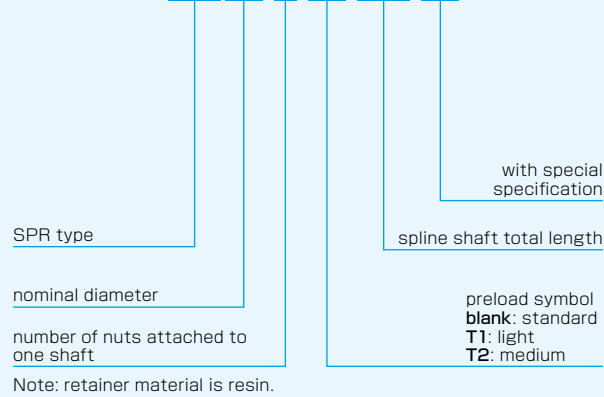 with special
specification
SPR type
spline shaft total length
nominal diameter
preload symbol
blank: standard
T1: light
T2: medium
number of nuts attached to
one shaft
Note: retainer material is resin.